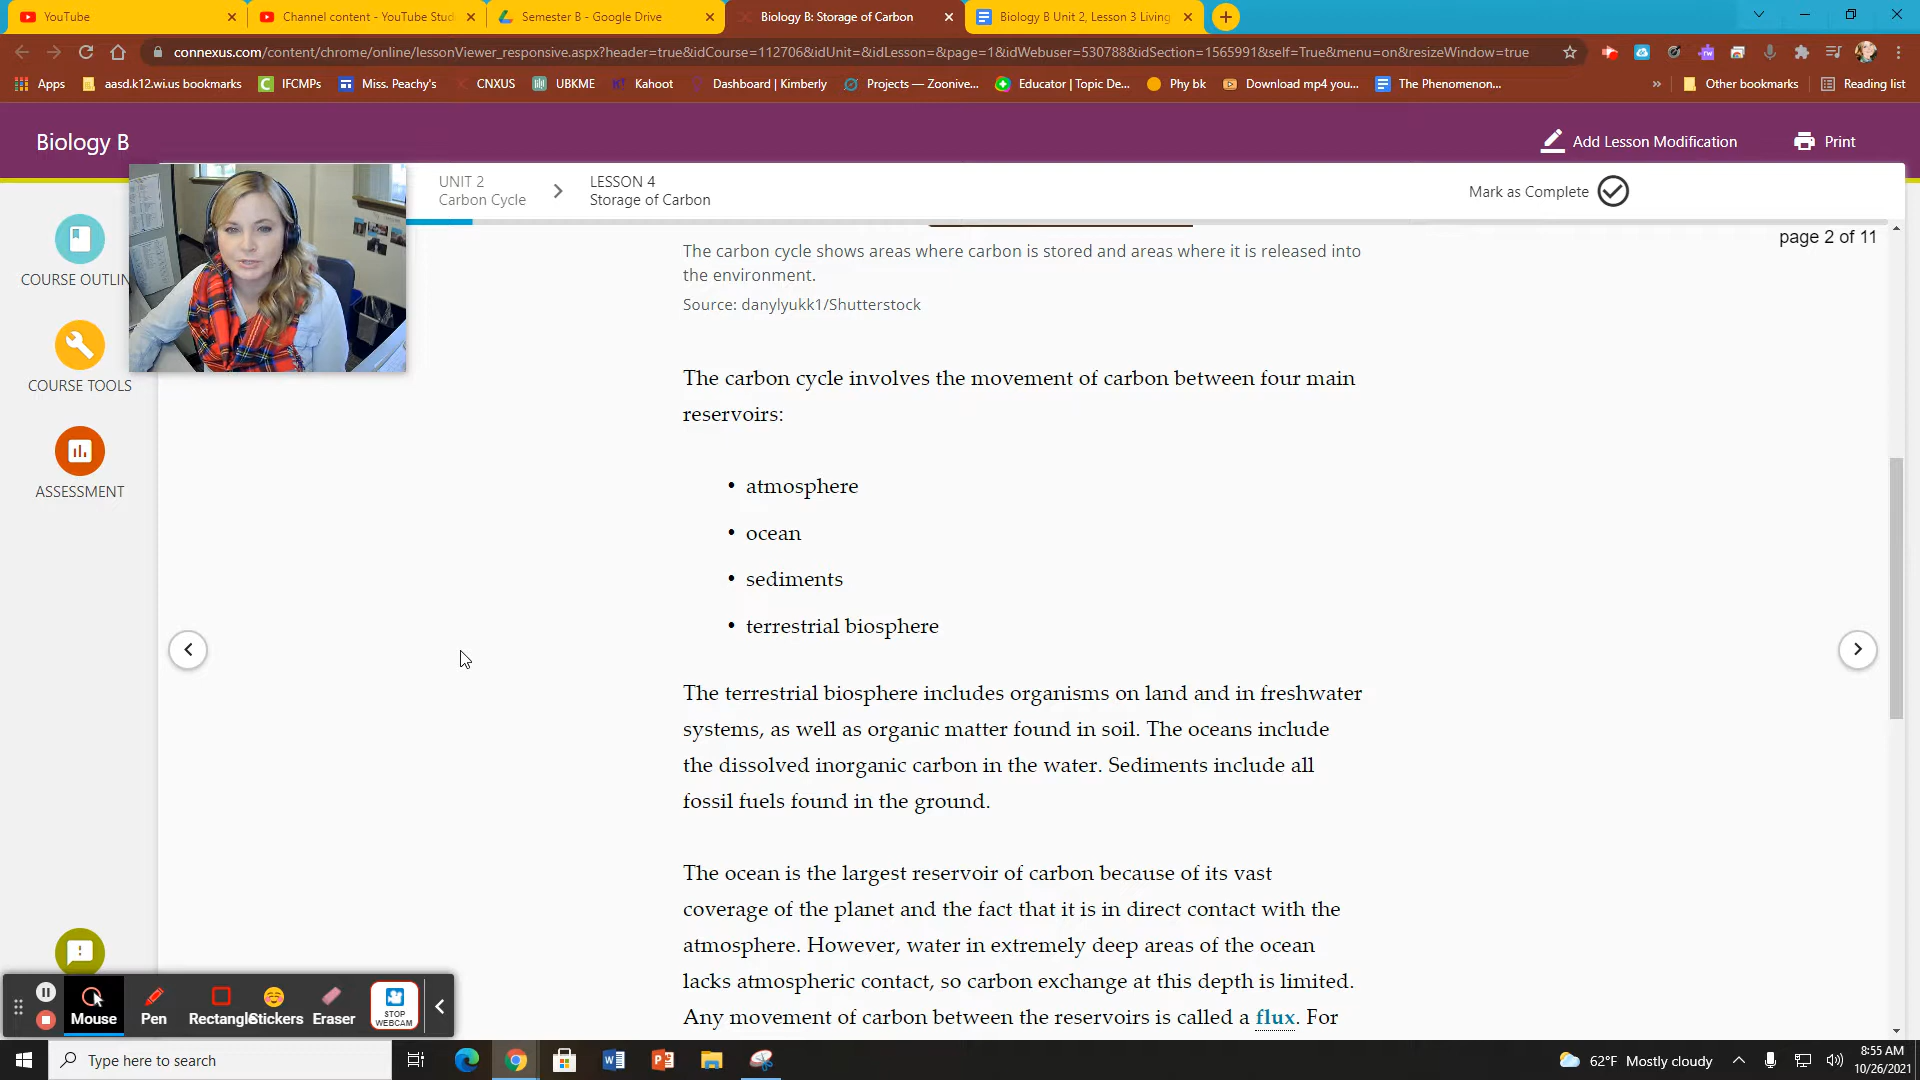 YouTube
Channel content - YouTube Stud
Semester B - Google Drive
Biology B: Storage of Carbon
Biology B Unit 2, Lesson 3 Living
connexus.com/content/chrome/online/lessonViewer_responsive.aspx?header=true&idCourse=112706&idUnit=&idLesson=&page=1&idWebuser=530788&idSection=1565991&self=True&menu=on&resizeWindow=true
Apps
aasd.k12.wi.us bookmarks
IFCMPs
Miss. Peachy's
CNXUS
UBKME
Kahoot
Dashboard | Kimberly
Projects — Zoonive...
Educator | Topic De...
Phy bk
Download mp4 you...
The Phenomenon...
»
Other bookmarks
Reading list
Biology B
Add Lesson Modification
Print
UNIT 2
Carbon Cycle
LESSON 4
Storage of Carbon
Mark as Complete
page 2 of 11
COURSE OUTLIN
COURSE TOOLS
ASSESSMENT
The carbon cycle shows areas where carbon is stored and areas where it is released into
the environment.
Source: danylyukk1/Shutterstock
The carbon cycle involves the movement of carbon between four main
reservoirs:
• atmosphere
• ocean
• sediments
• terrestrial biosphere
The terrestrial biosphere includes organisms on land and in freshwater
systems, as well as organic matter found in soil. The oceans include
the dissolved inorganic carbon in the water. Sediments include all
fossil fuels found in the ground.
The ocean is the largest reservoir of carbon because of its vast
coverage of the planet and the fact that it is in direct contact with the
atmosphere. However, water in extremely deep areas of the ocean
lacks atmospheric contact, so carbon exchange at this depth is limited.
Any movement of carbon between the reservoirs is called a flux. For
Mouse
Pen
Rectangle
Stickers
Eraser
STOP
WEBCAM
Type here to search
62°F Mostly cloudy
8:55 AM
10/26/2021